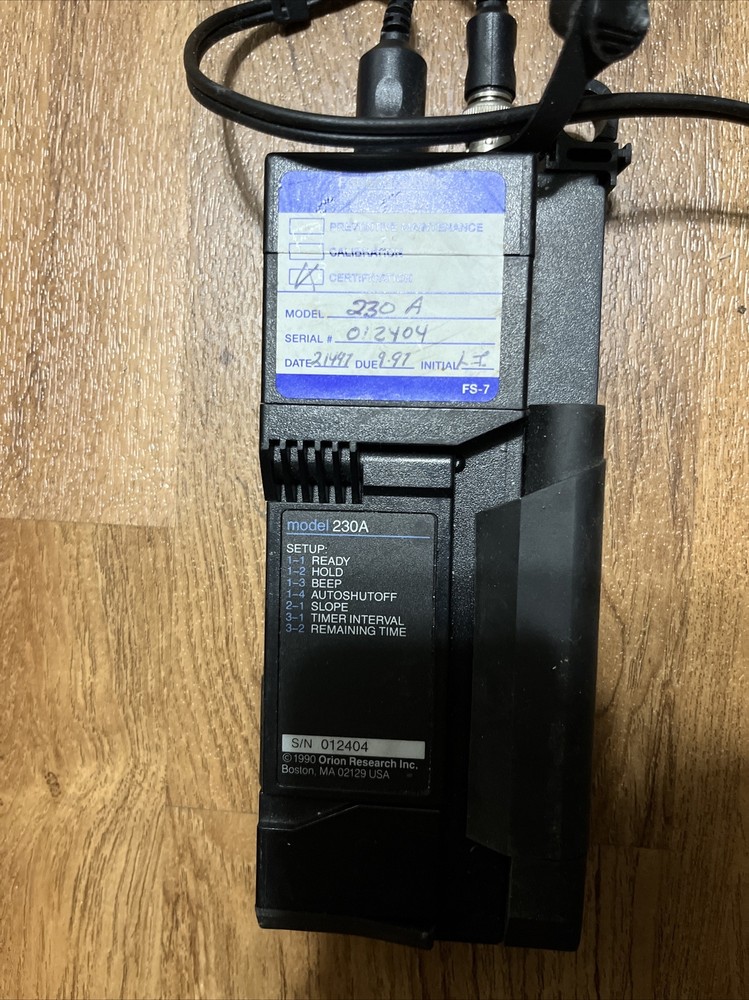 PREVENTIVE MAINTENANCE
CALIBRATION
CERTIFICATION
MODEL 230 A
SERIAL # 012404
DATE 21497 DUE 9-97 INITIAL
FS-7
model 230A
SETUP:
1-1 READY
1-2 HOLD
1-3 BEEP
1-4 AUTOSHUTOFF
2-1 SLOPE
3-1 TIMER INTERVAL
3-2 REMAINING TIME
S/N 012404
©1990 Orion Research Inc.
Boston, MA 02129 USA